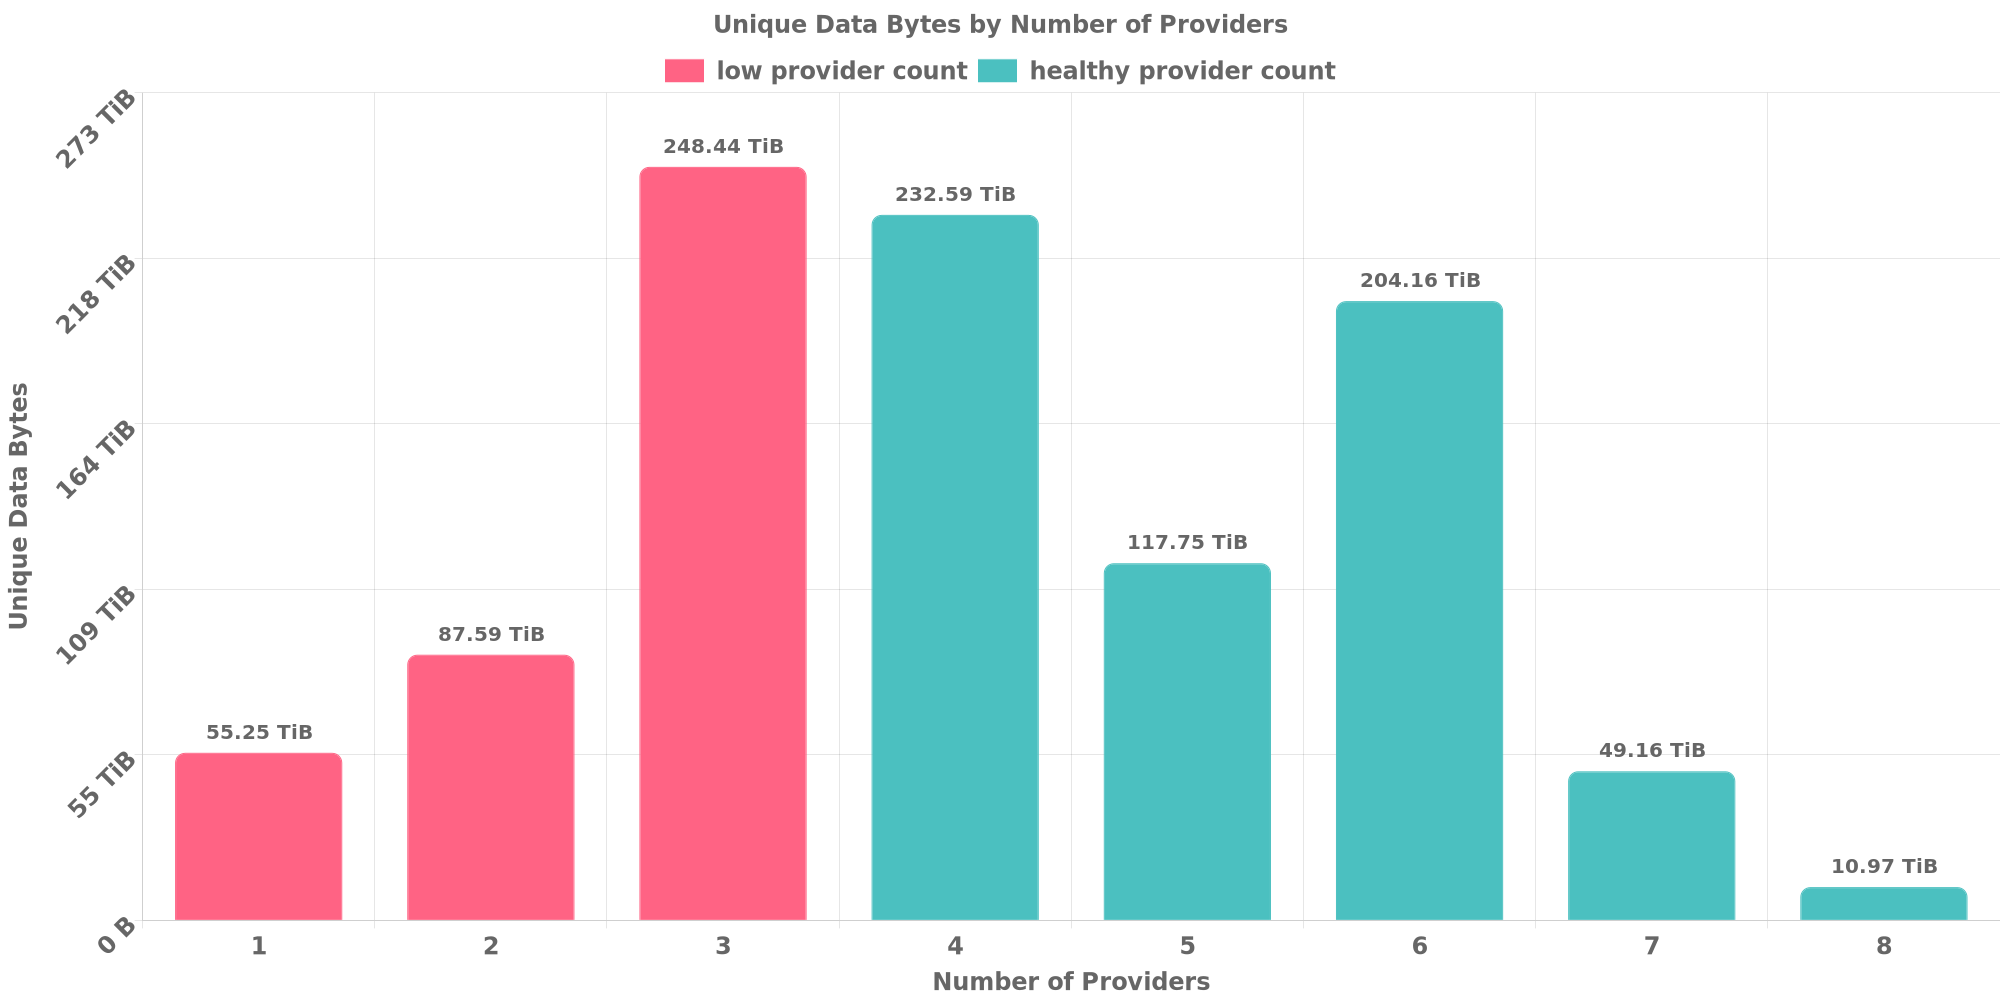 Unique Data Bytes by Number of Providers
low provider count healthy provider count
273 TiB
218 TiB
164 TiB
109 TiB
55 TiB
0 B
Unique Data Bytes
55.25 TiB
87.59 TiB
248.44 TiB
232.59 TiB
117.75 TiB
204.16 TiB
49.16 TiB
10.97 TiB
1 2 3 4 5 6 7 8
Number of Providers